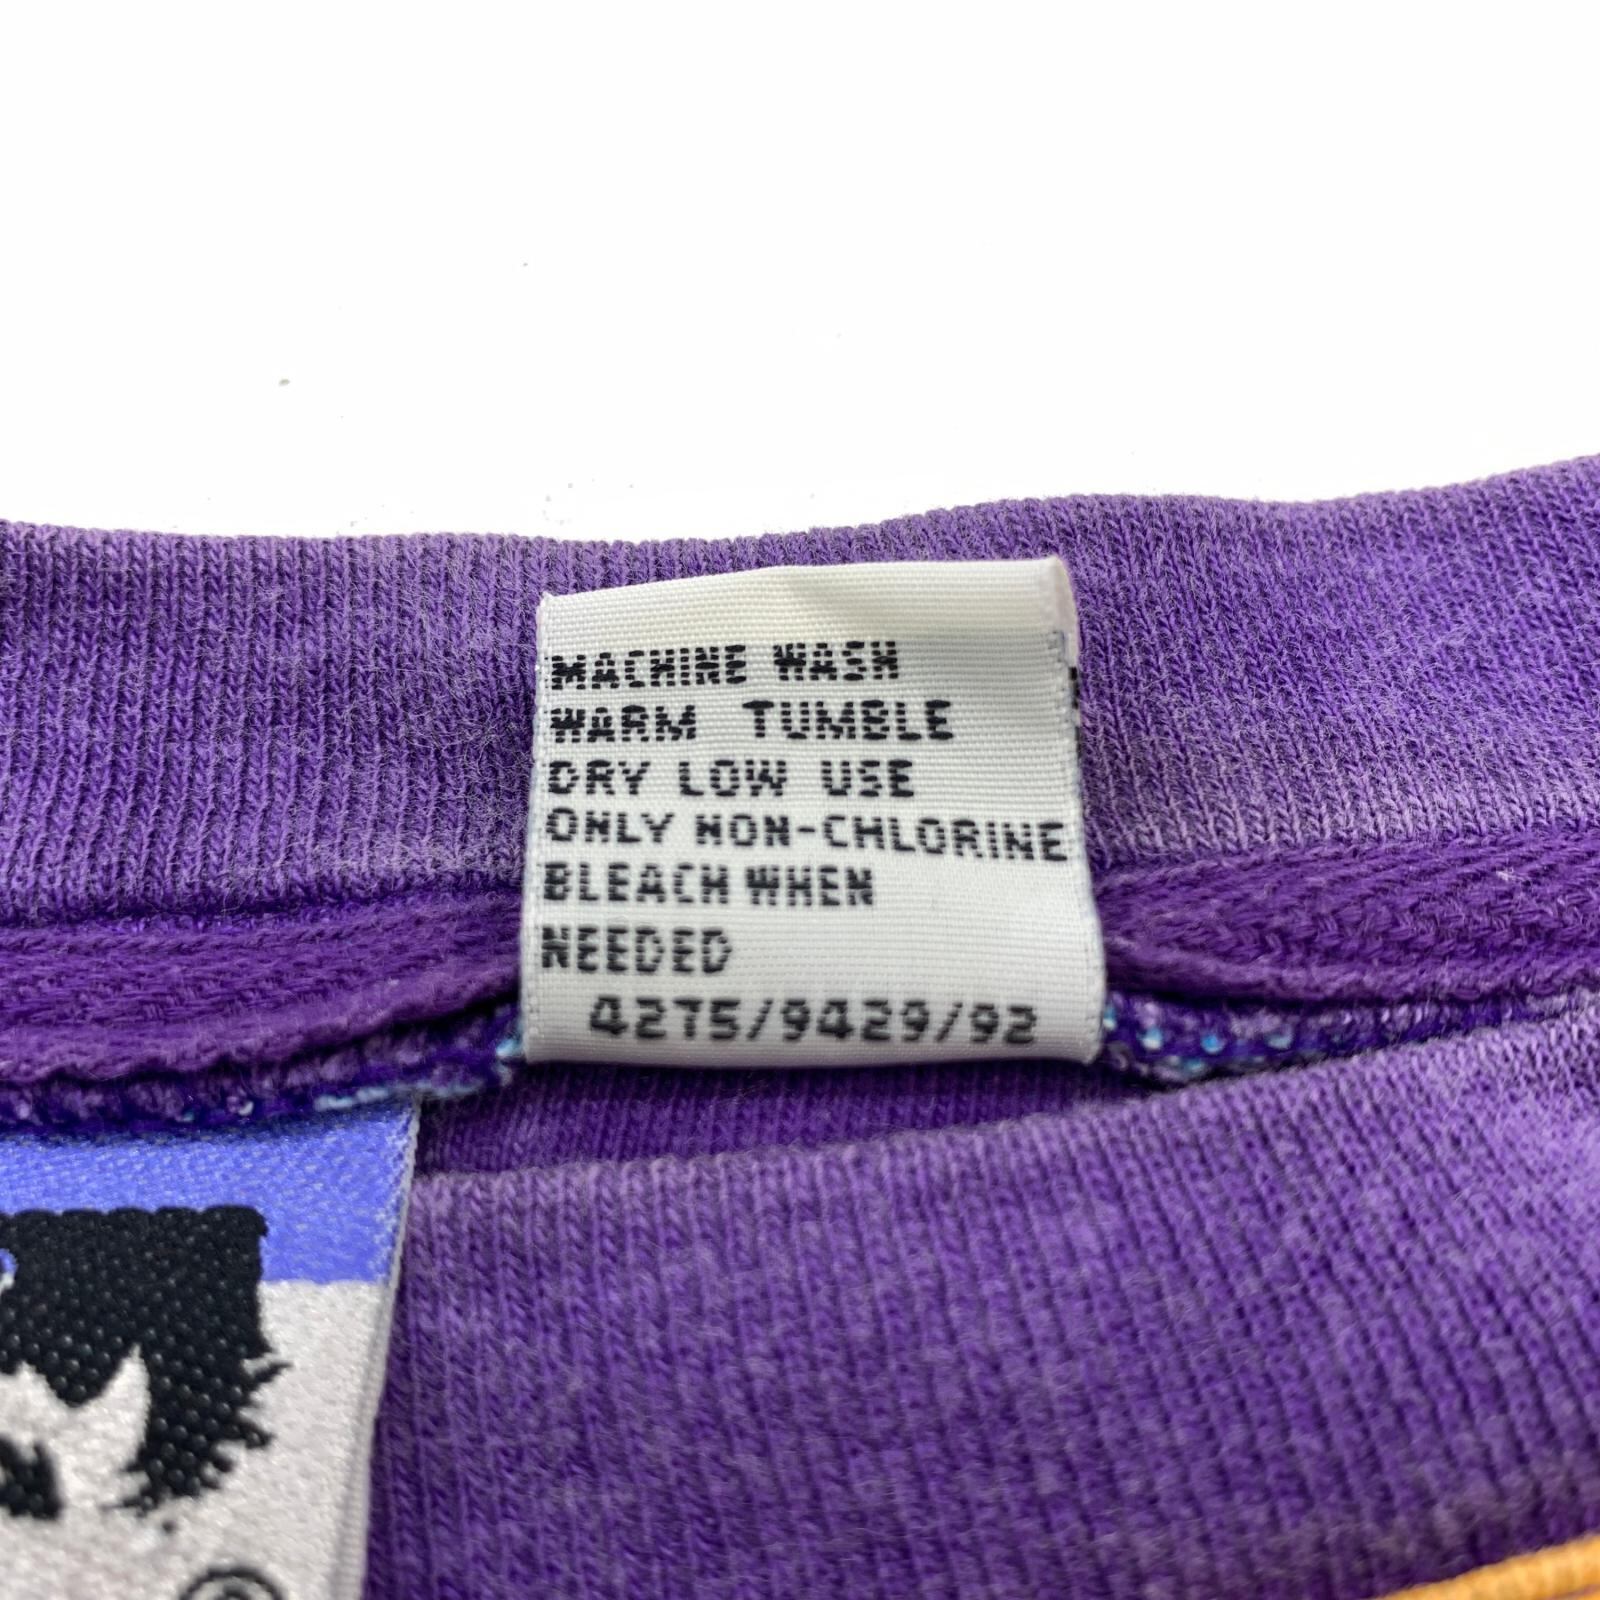 MACHINE WASH
WARM TUMBLE
DRY LOW USE
ONLY NON-CHLORINE
BLEACH WHEN
NEEDED
4275/9429/92
®